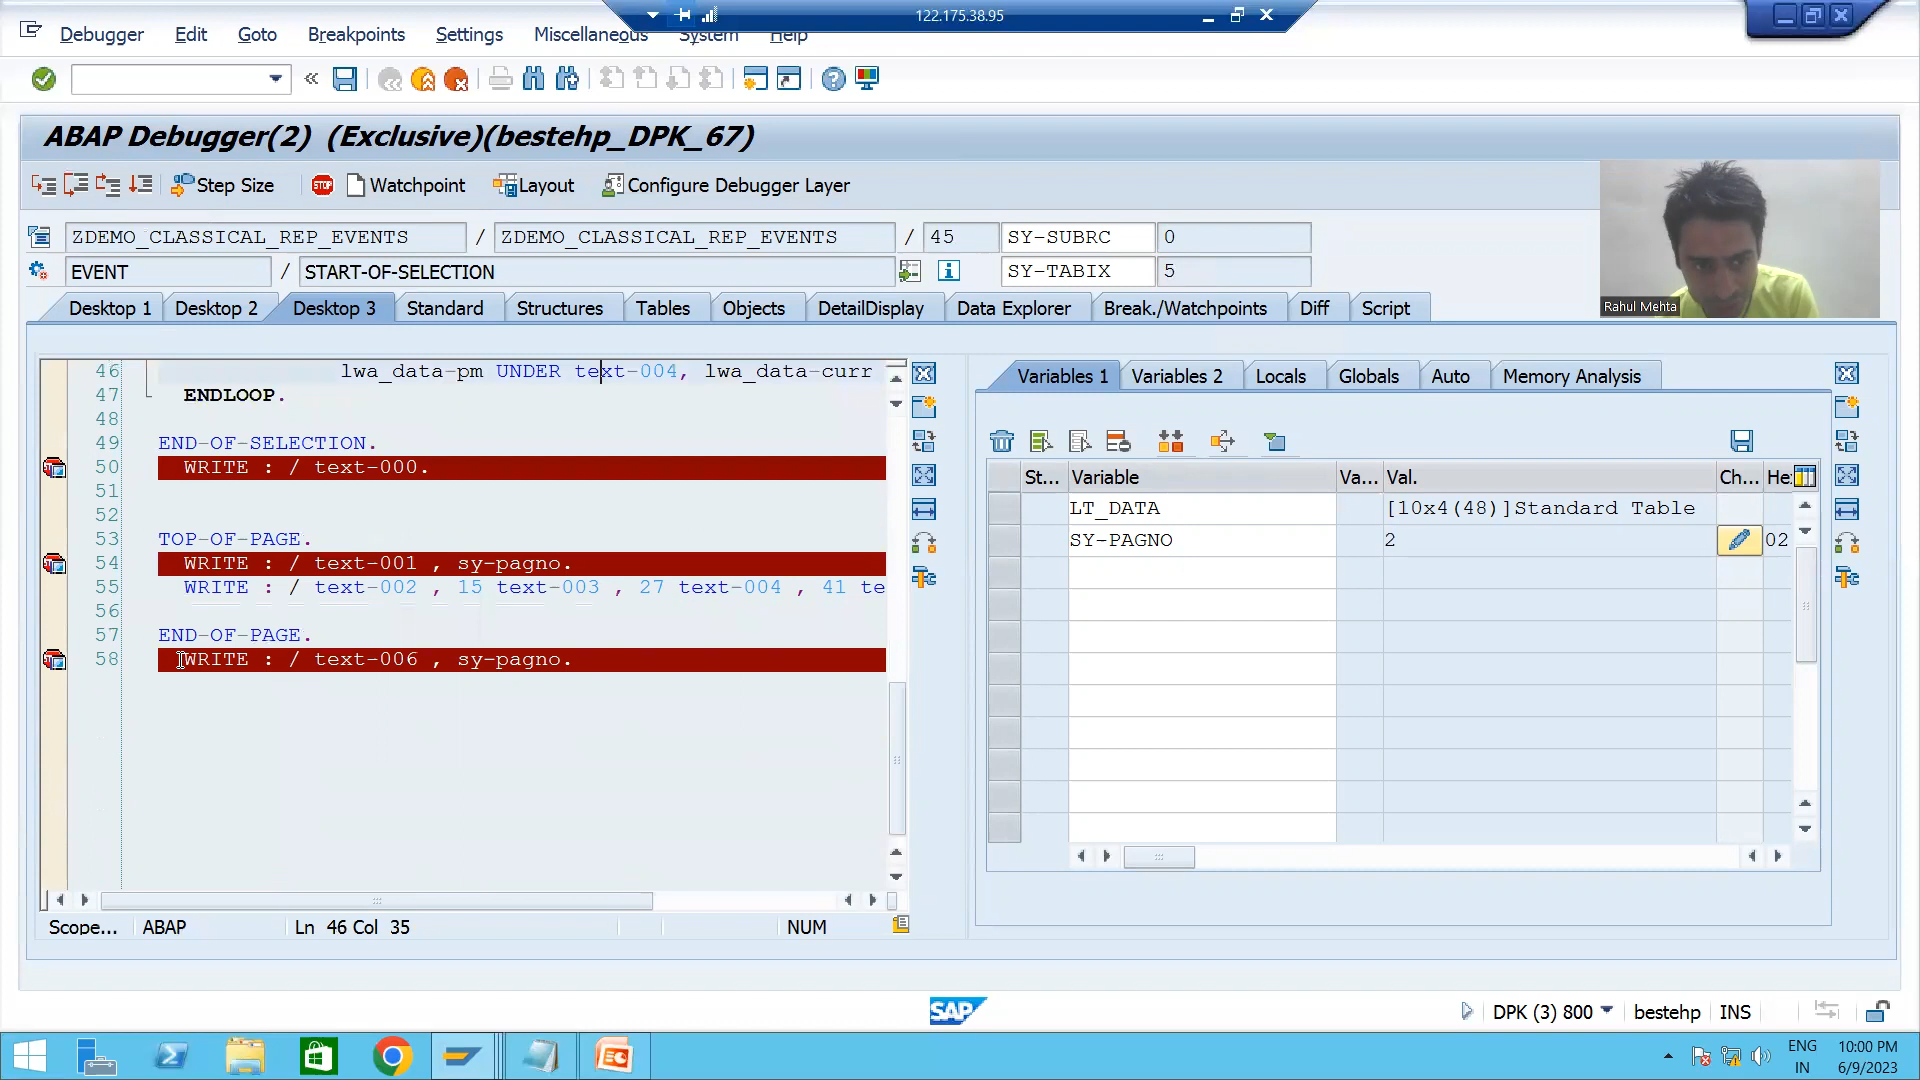 122.175.38.95
Debugger Edit Goto Breakpoints Settings Miscellaneous System Help
ABAP Debugger(2) (Exclusive)(bestehp_DPK_67)
Step Size STOP Watchpoint Layout Configure Debugger Layer
ZDEMO_CLASSICAL_REP_EVENTS / ZDEMO_CLASSICAL_REP_EVENTS / 45 SY-SUBRC 0
EVENT / START-OF-SELECTION SY-TABIX 5
Rahul Mehta
Desktop 1 Desktop 2 Desktop 3 Standard Structures Tables Objects DetailDisplay Data Explorer Break./Watchpoints Diff Script
46 lwa_data-pm UNDER text-004, lwa_data-curr
47 ENDLOOP.
48
49 END-OF-SELECTION.
50 WRITE : / text-000.
51
52
53 TOP-OF-PAGE.
54 WRITE : / text-001 , sy-pagno.
55 WRITE : / text-002 , 15 text-003 , 27 text-004 , 41 te
56
57 END-OF-PAGE.
58 WRITE : / text-006 , sy-pagno.
Scope... ABAP Ln 46 Col 35 NUM
Variables 1 Variables 2 Locals Globals Auto Memory Analysis
St... Variable Va... Val. Ch... He
LT_DATA [10x4(48)]Standard Table
SY-PAGNO 2 02
SAP DPK (3) 800 bestehp INS
ENG 10:00 PM
IN 6/9/2023